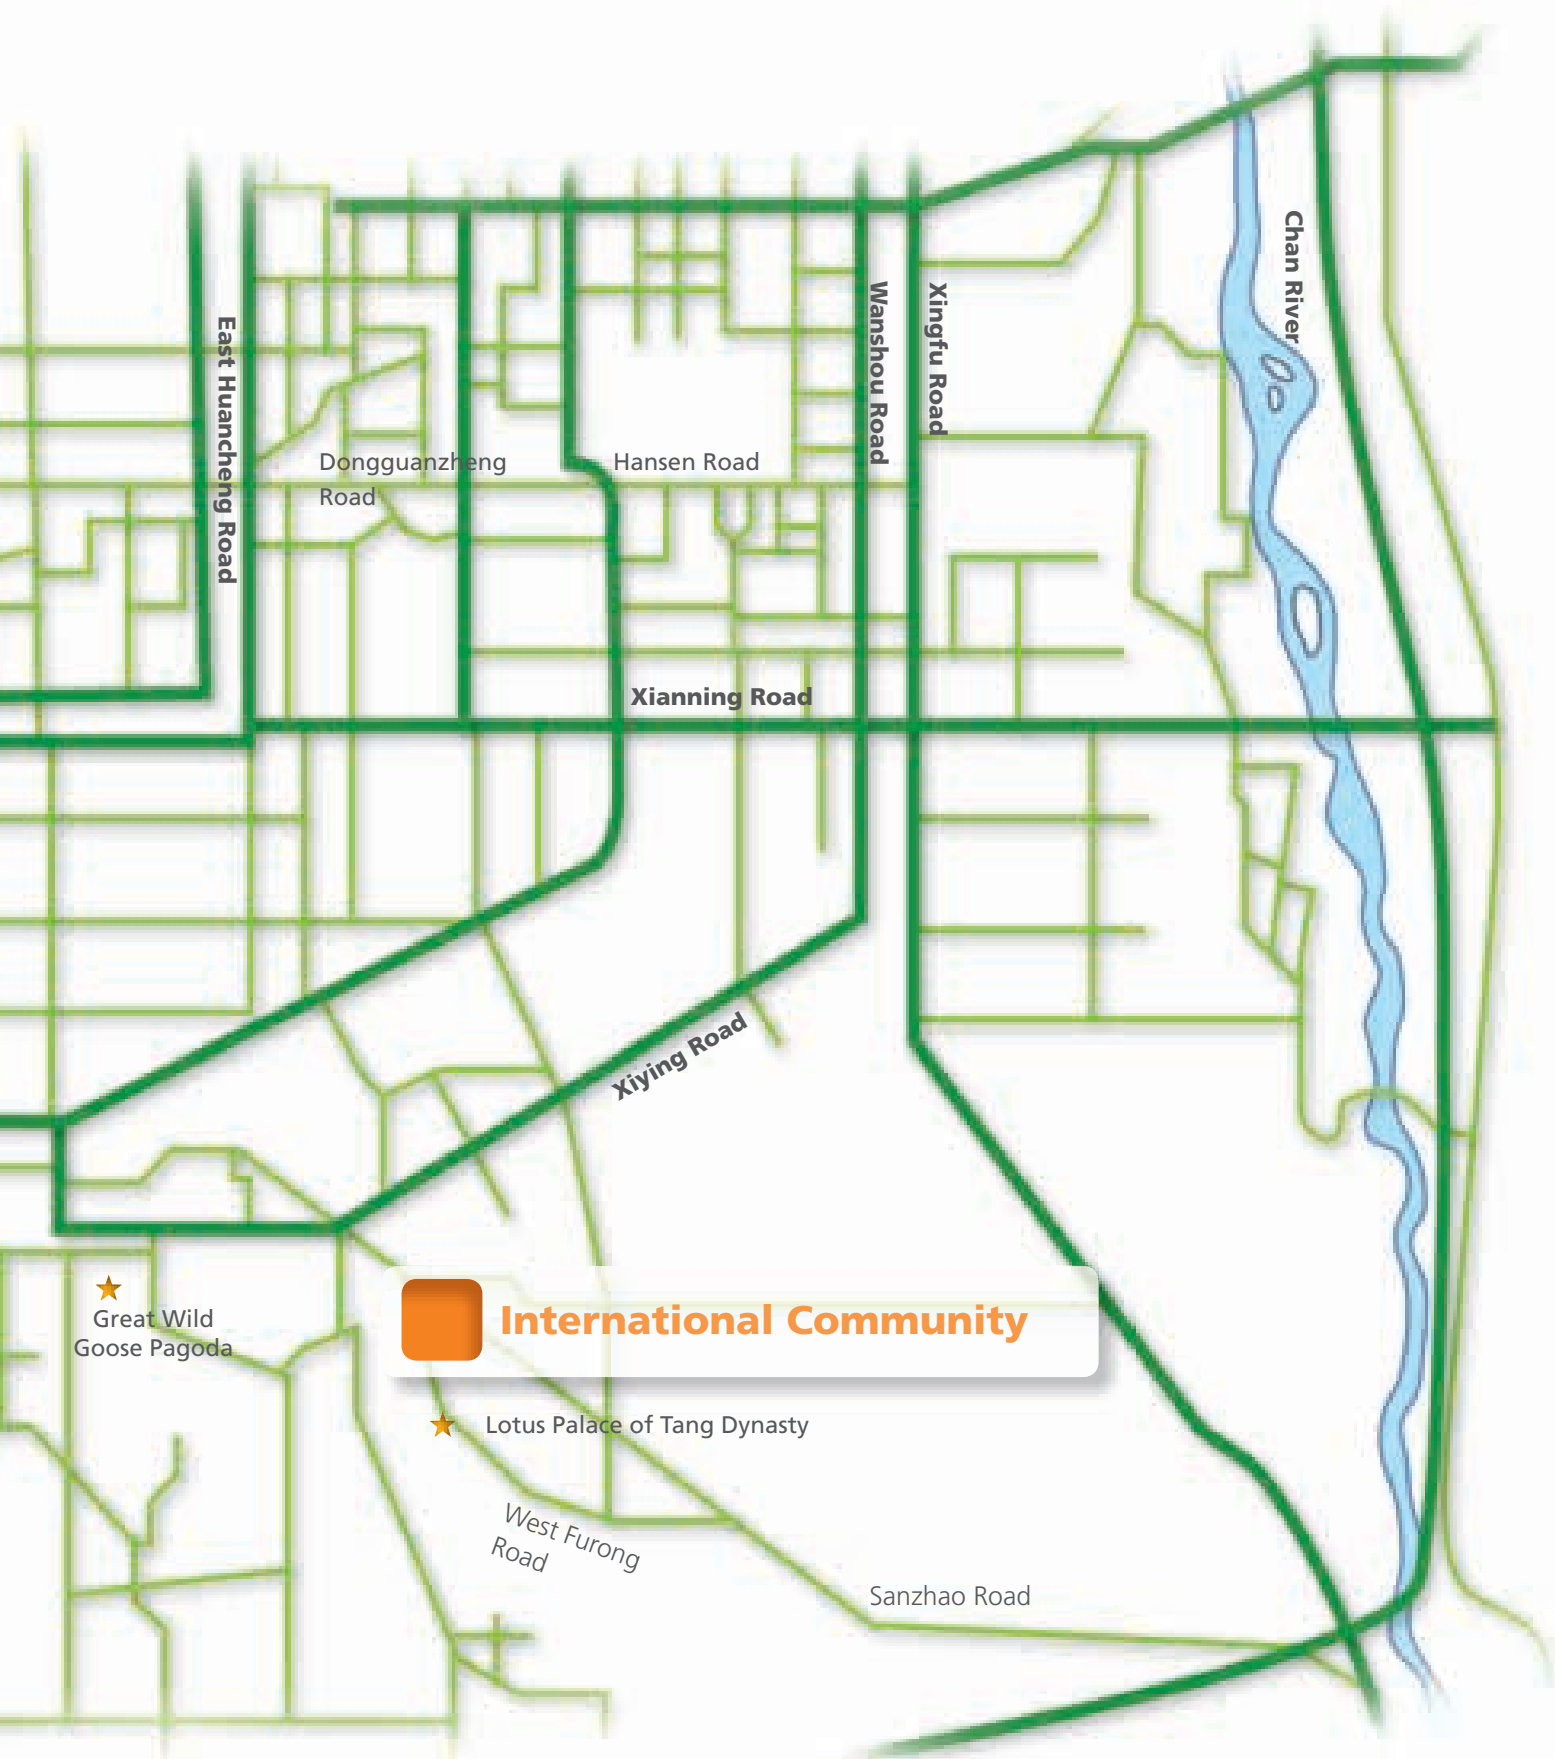 Chan River
East Huancheng Road
Wanshou Road
Xingfu Road
Dongguanzheng
Road
Hansen Road
Xianning Road
Xiying Road
International Community
Great Wild
Goose Pagoda
Lotus Palace of Tang Dynasty
West Furong
Road
Sanzhao Road